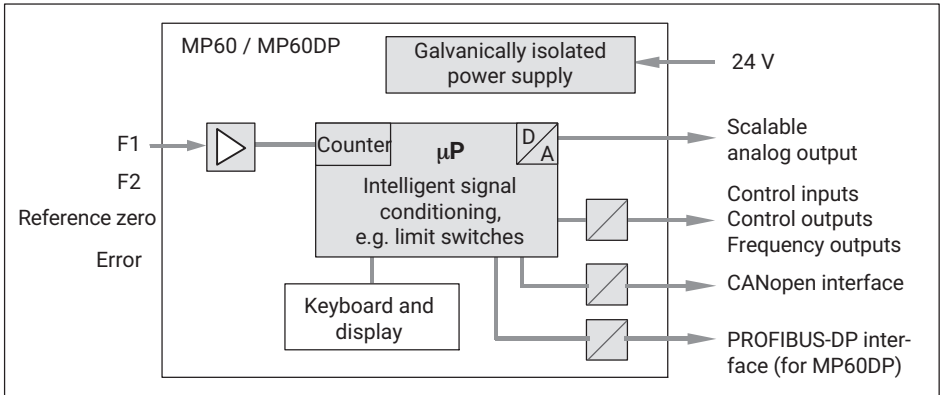 MP60 / MP60DP
Galvanically isolated
power supply
24 V
F1
F2
Reference zero
Error
Counter
µP
D
A
Intelligent signal
conditioning,
e.g. limit switches
Keyboard and
display
Scalable
analog output
Control inputs
Control outputs
Frequency outputs
CANopen interface
PROFIBUS-DP inter-
face (for MP60DP)